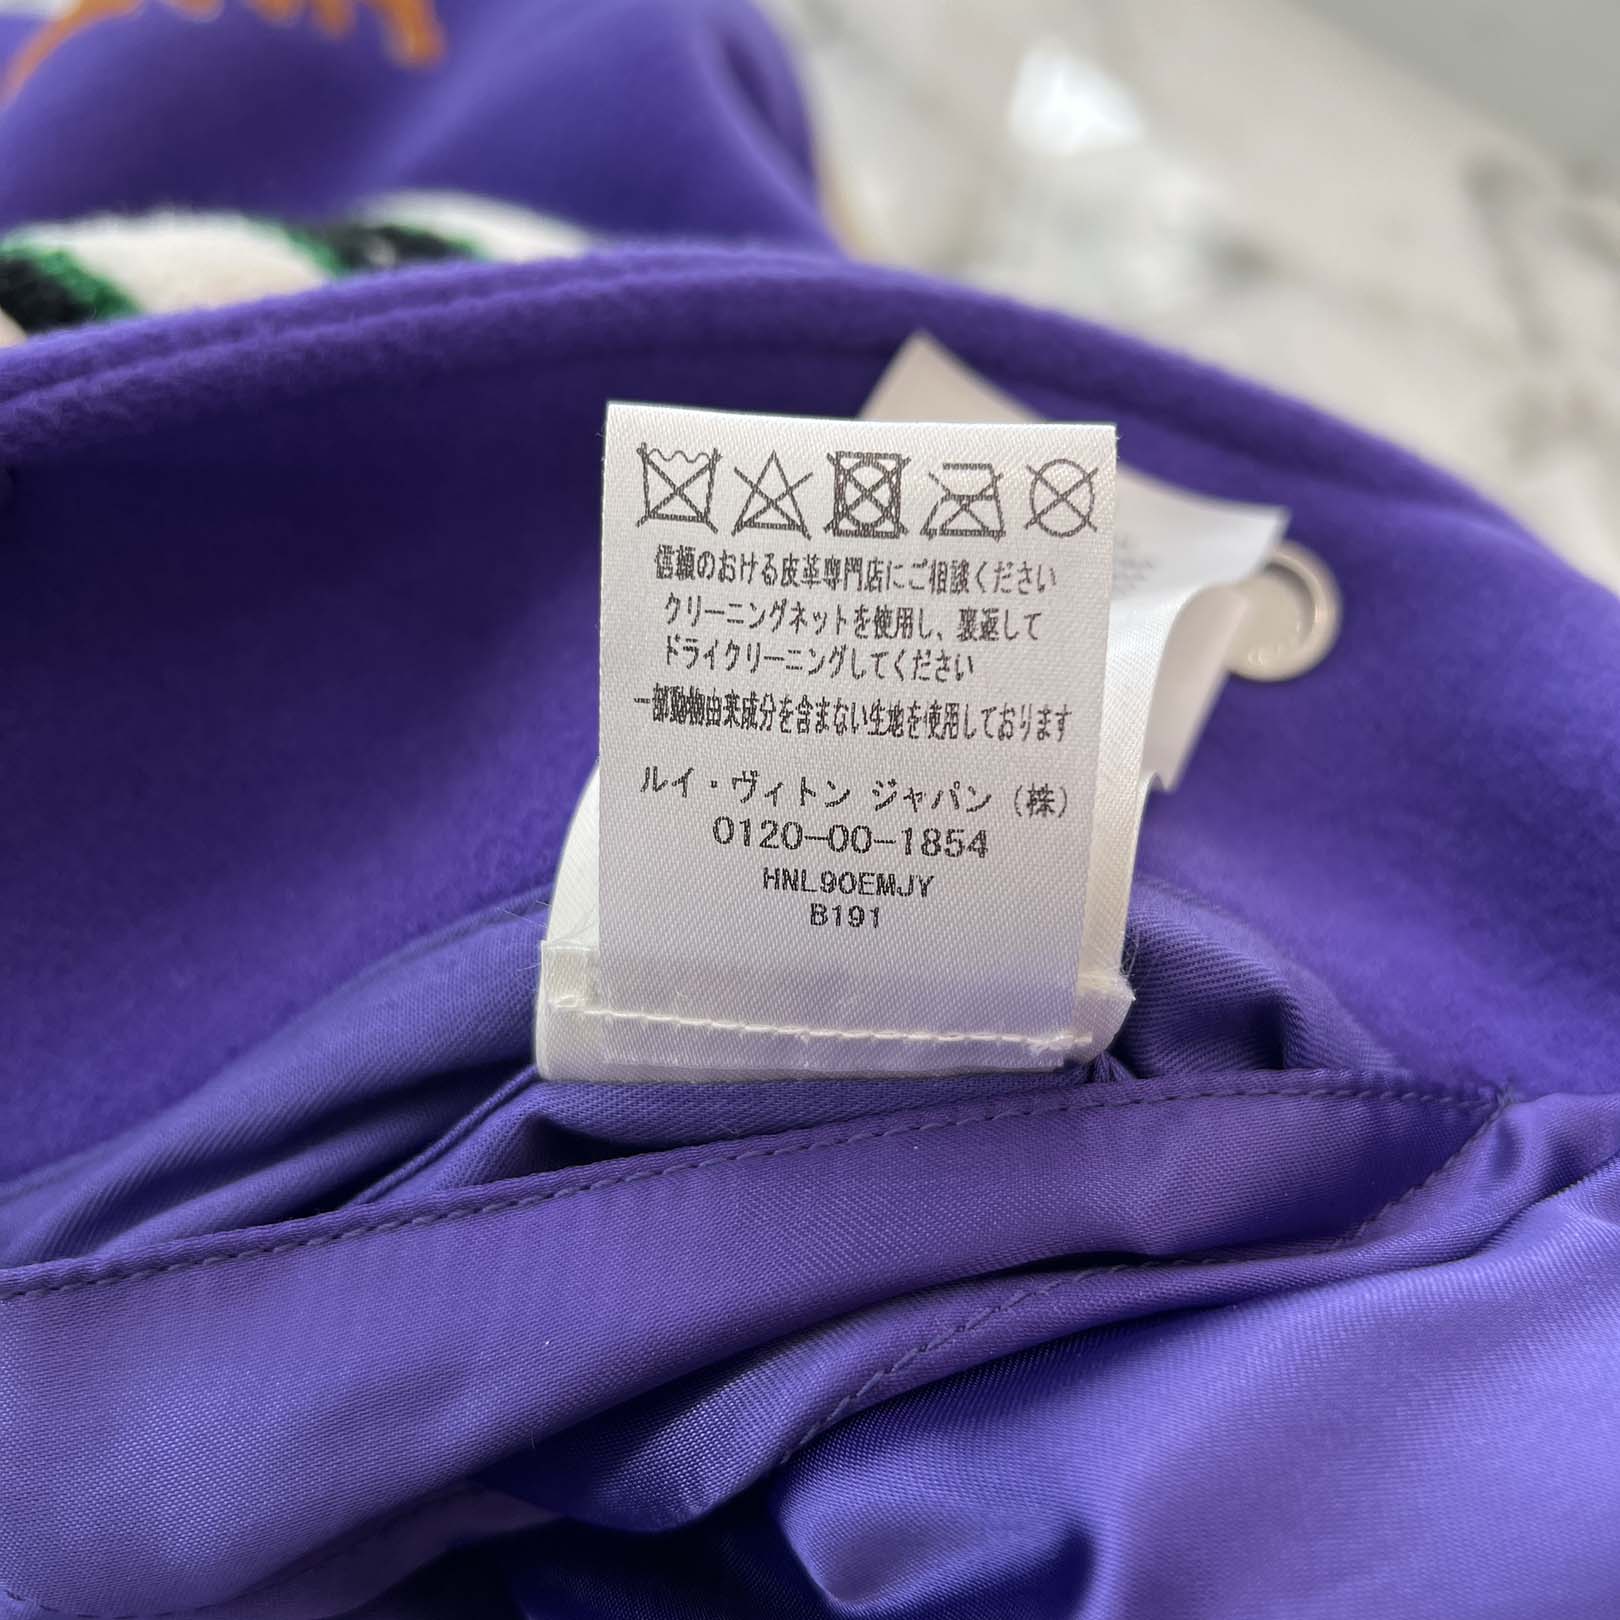 信頼のおける皮革専門店にご相談ください
クリーニングネットを使用し、裏返して
ドライクリーニングしてください
一部動物由来成分を含まない生地を使用しております
ルイ・ヴィトン ジャパン（株）
0120-00-1854
HNL90EMJY
B191